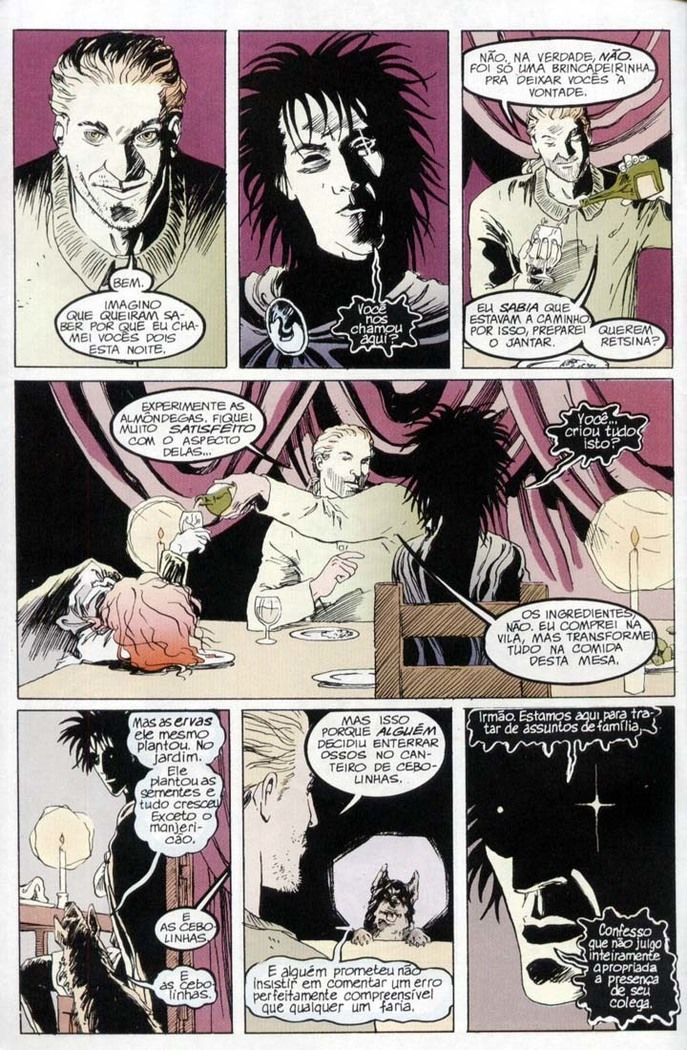 BEM.
IMAGINO
QUE QUEIRAM SA-
BER POR QUE EU CHA-
MEI VOCÊS DOIS
ESTA NOITE.
Você
nos
chamou
aqui?
NÃO. NA VERDADE, NÃO.
FOI SÓ UMA BRINCADEIRINHA
PRA DEIXAR VOCÊS À
VONTADE.
EU SABIA QUE
ESTAVAM A CAMINHO
POR ISSO, PREPAREI
O JANTAR.
QUEREM
RETSINA?
EXPERIMENTE AS
ALMÔNDEGAS. FIQUEI
MUITO SATISFEITO
COM O ASPECTO
DELAS...
Você...
criou tudo
isto?
OS INGREDIENTES,
NÃO. EU COMPREI NA
VILA, MAS TRANSFORMEI
TUDO NA COMIDA
DESTA MESA.
Mas as ervas
ele mesmo
plantou. No
jardim.
Ele
plantou as
sementes e
tudo cresceu
Exceto o
manjeri-
cão.
E
AS CEBO-
LINHAS.
E
as cebo-
linhas.
MAS ISSO
PORQUE ALGUÉM
DECIDIU ENTERRAR
OSSOS NO CAN-
TEIRO DE CEBO-
LINHAS.
E alguém prometeu não
insistir em comentar um erro
perfeitamente compreensível
que qualquer um faria.
Irmão. Estamos aqui para tra-
tar de assuntos de família.
Confesso
que não julgo
inteiramente
apropriada
a presença
de seu
colega.